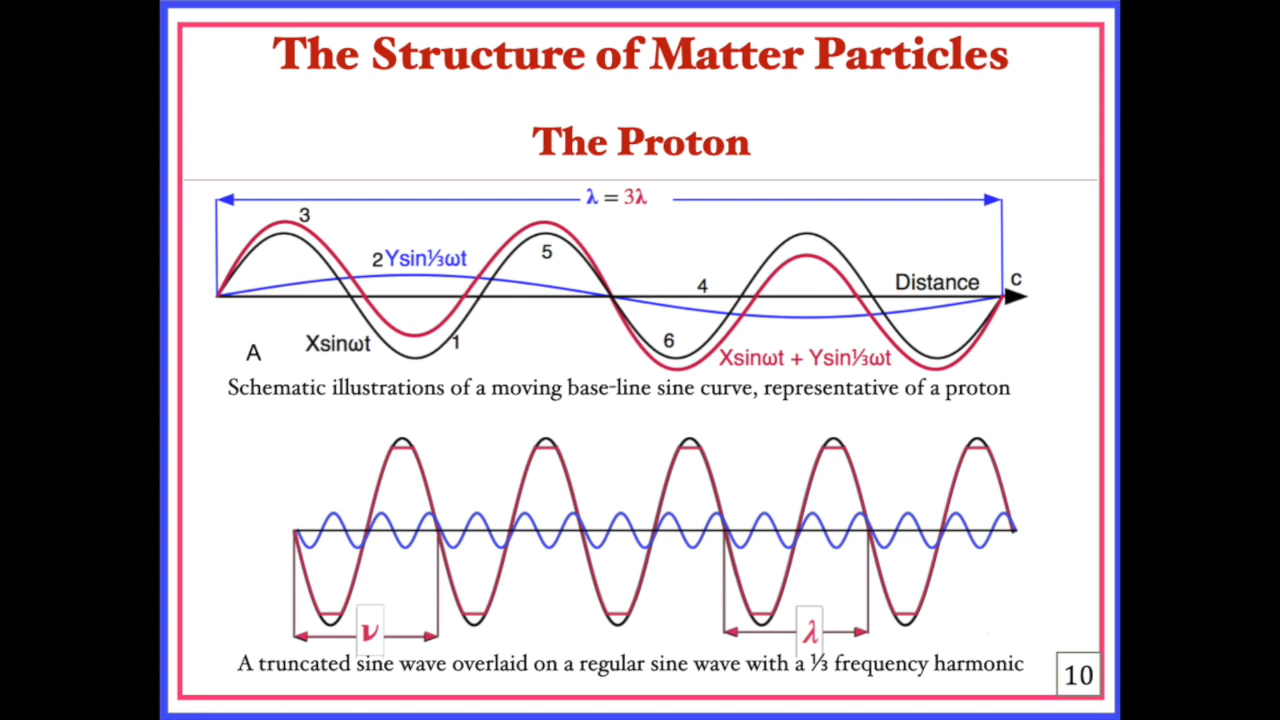 The Structure of Matter Particles
The Proton
λ = 3λ
3
2 Ysin⅓ωt
5
4
Distance
c
Xsinωt
1
6
A
Xsinωt + Ysin⅓ωt
Schematic illustrations of a moving base-line sine curve, representative of a proton
ν
λ
A truncated sine wave overlaid on a regular sine wave with a ⅓ frequency harmonic
10